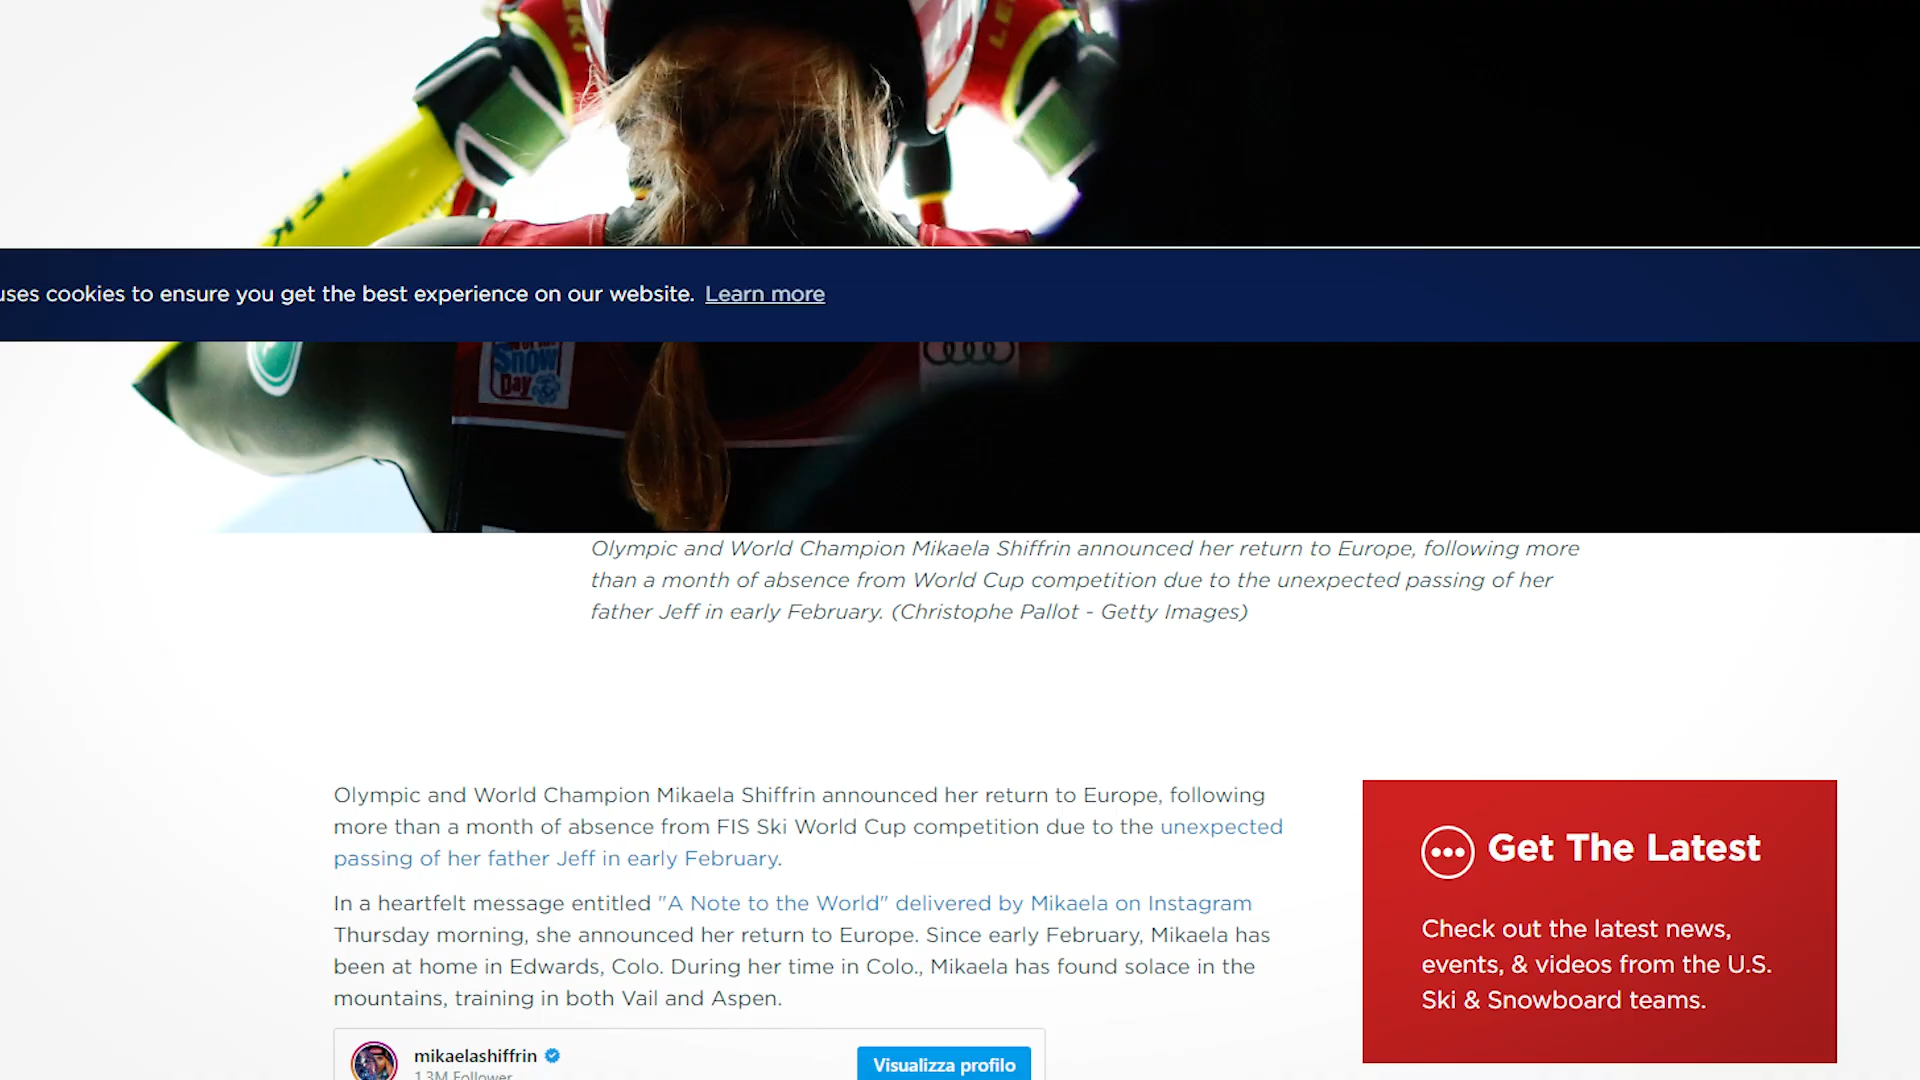 uses cookies to ensure you get the best experience on our website. Learn more
Snow
Day
Olympic and World Champion Mikaela Shiffrin announced her return to Europe, following more
than a month of absence from World Cup competition due to the unexpected passing of her
father Jeff in early February. (Christophe Pallot - Getty Images)
Olympic and World Champion Mikaela Shiffrin announced her return to Europe, following
more than a month of absence from FIS Ski World Cup competition due to the unexpected
passing of her father Jeff in early February.
In a heartfelt message entitled "A Note to the World" delivered by Mikaela on Instagram
Thursday morning, she announced her return to Europe. Since early February, Mikaela has
been at home in Edwards, Colo. During her time in Colo., Mikaela has found solace in the
mountains, training in both Vail and Aspen.
Get The Latest
Check out the latest news,
events, & videos from the U.S.
Ski & Snowboard teams.
mikaelashiffrin
1.3M Follower
Visualizza profilo